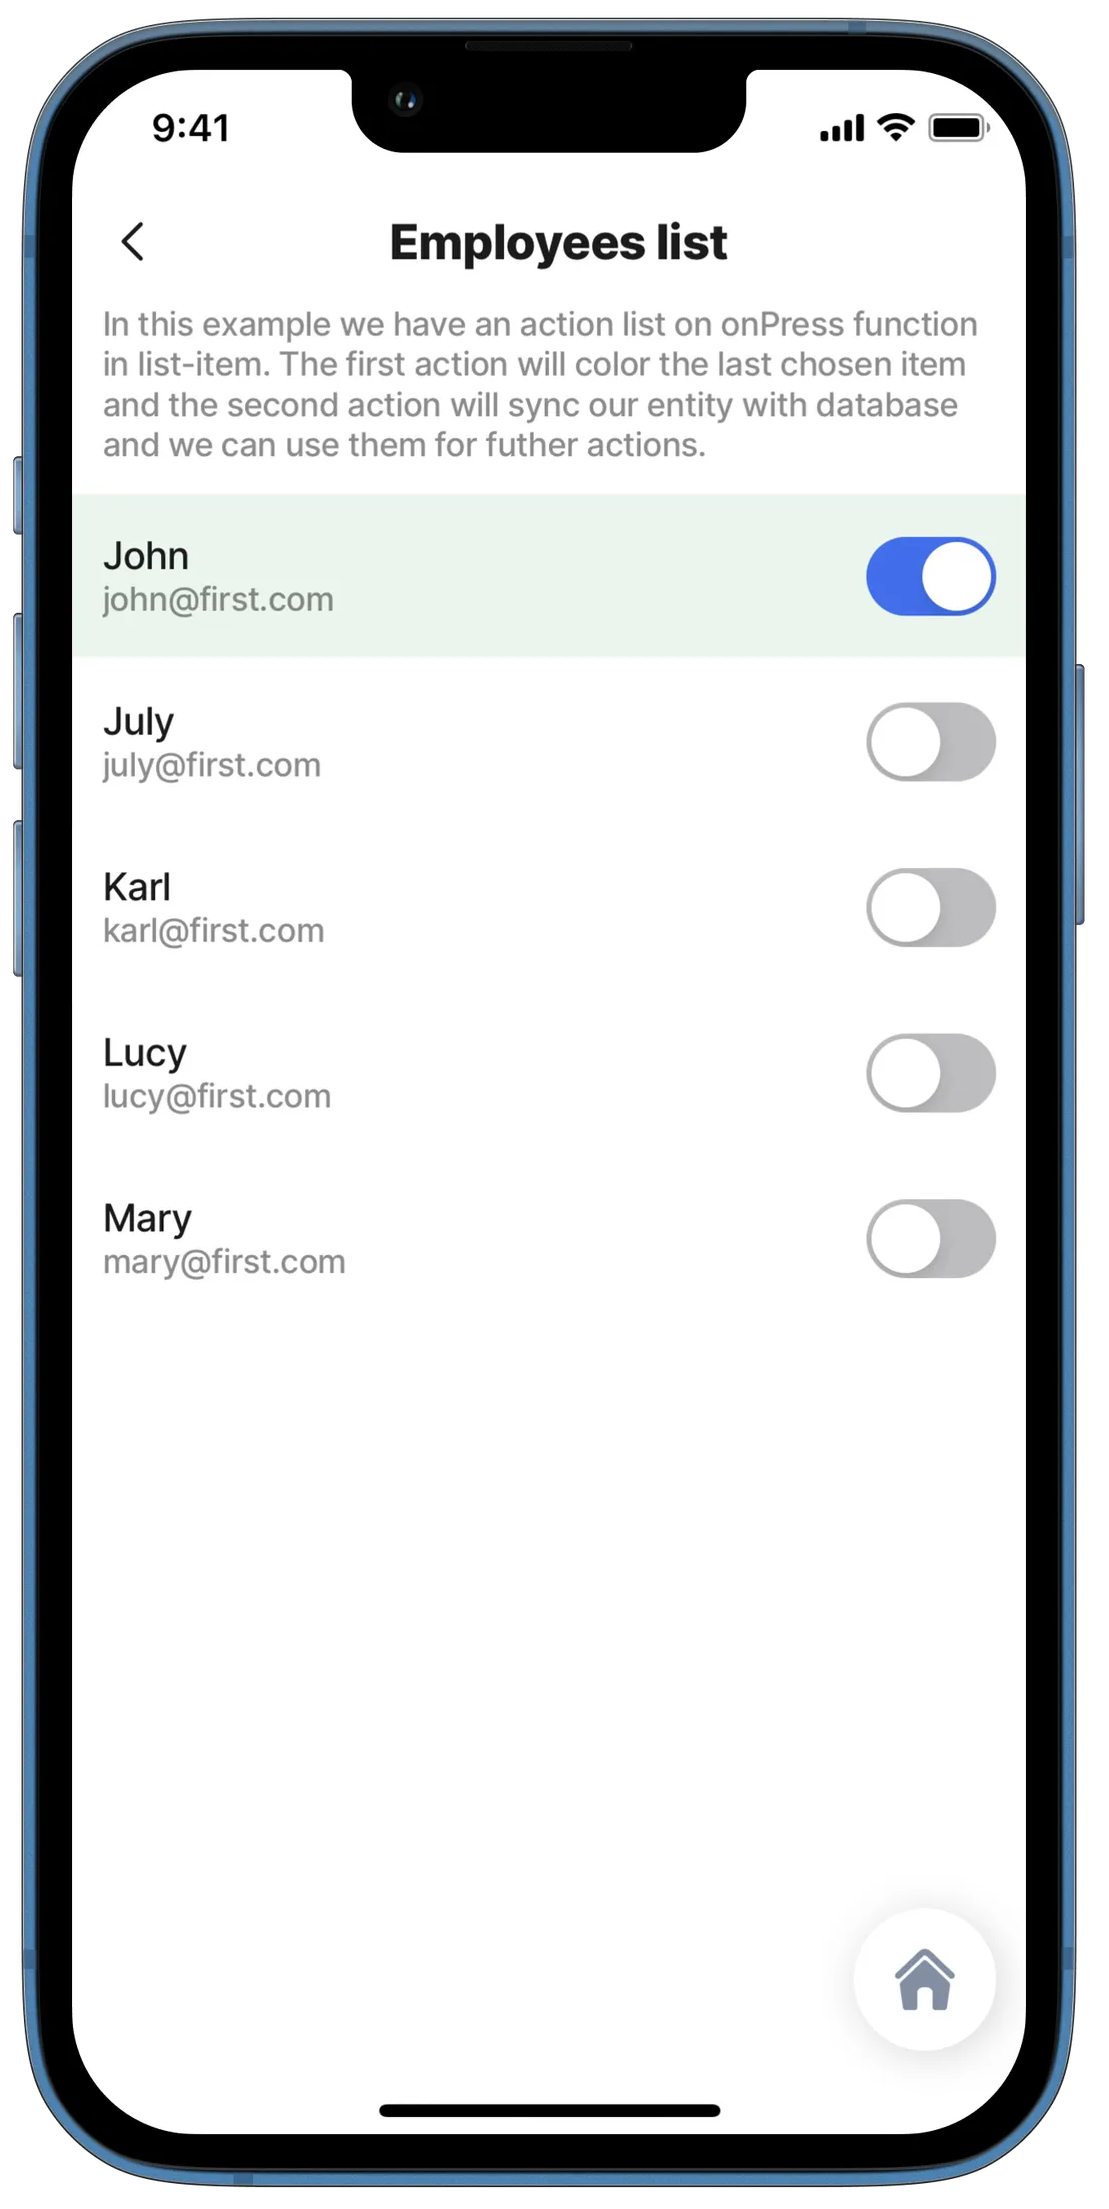 9:41
Employees list
In this example we have an action list on onPress function
in list-item. The first action will color the last chosen item
and the second action will sync our entity with database
and we can use them for futher actions.
John
john@first.com
July
july@first.com
Karl
karl@first.com
Lucy
lucy@first.com
Mary
mary@first.com